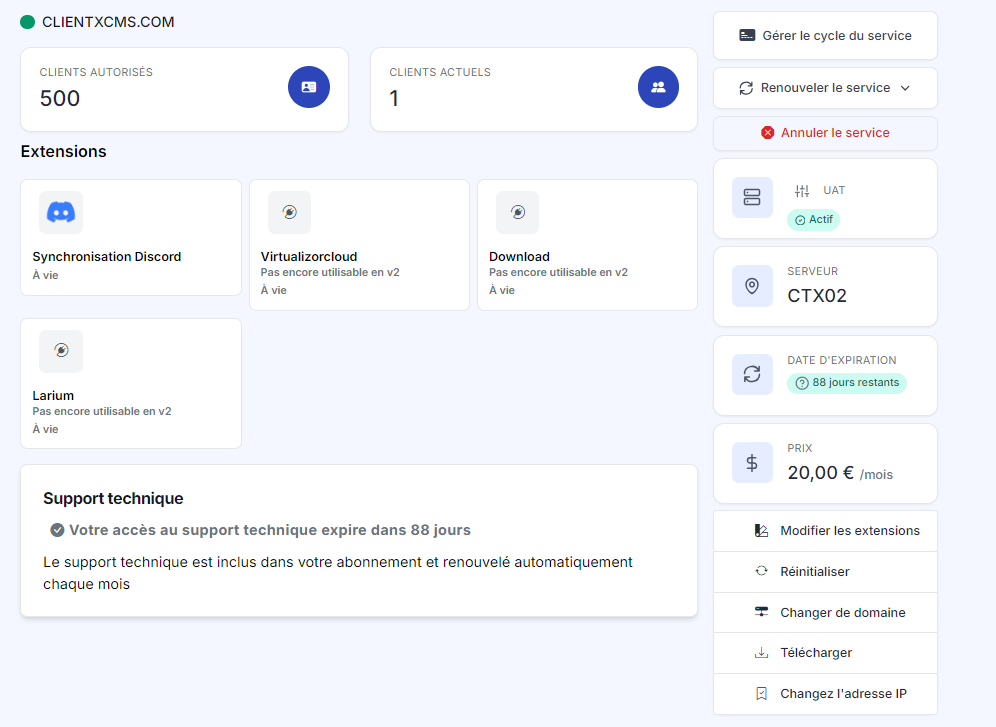 CLIENTXCMS.COM
CLIENTS AUTORISÉS
500
CLIENTS ACTUELS
1
Extensions
Synchronisation Discord
À vie
Virtualizorcloud
Pas encore utilisable en v2
À vie
Download
Pas encore utilisable en v2
À vie
Larium
Pas encore utilisable en v2
À vie
Support technique
Votre accès au support technique expire dans 88 jours
Le support technique est inclus dans votre abonnement et renouvelé automatiquement
chaque mois
Gérer le cycle du service
Renouveler le service
Annuler le service
UAT
Actif
SERVEUR
CTX02
DATE D'EXPIRATION
88 jours restants
PRIX
20,00 € /mois
Modifier les extensions
Réinitialiser
Changer de domaine
Télécharger
Changez l'adresse IP